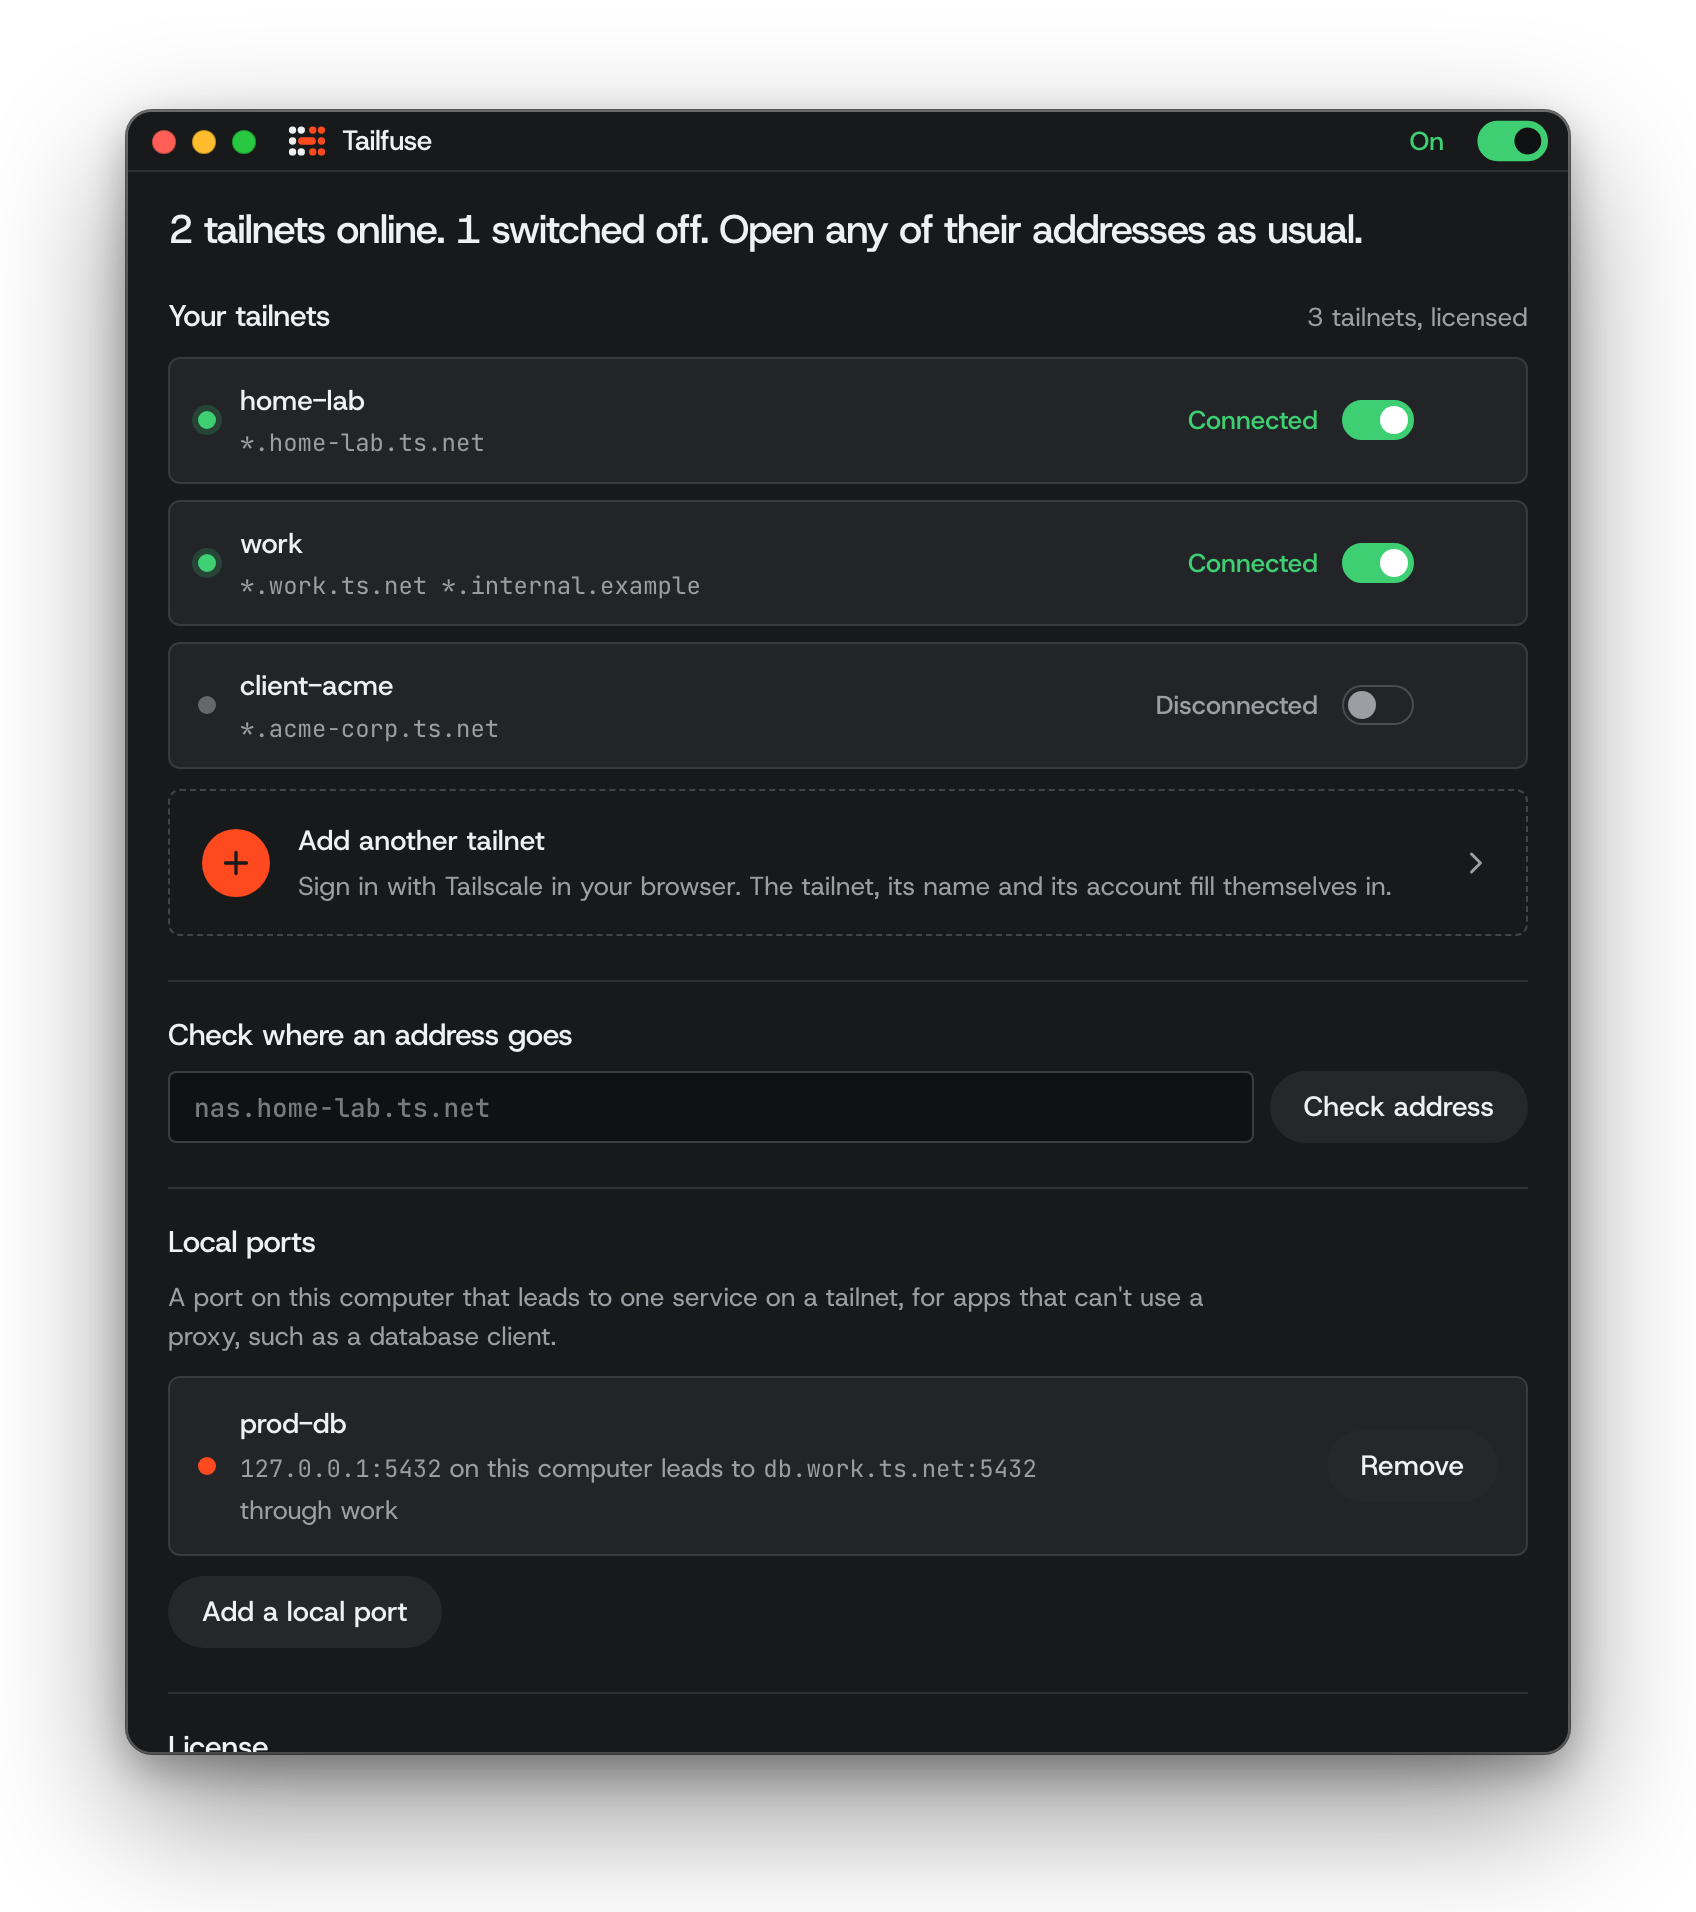 Tailfuse
On
2 tailnets online. 1 switched off. Open any of their addresses as usual.
Your tailnets
3 tailnets, licensed
home-lab
*.home-lab.ts.net
Connected
work
*.work.ts.net *.internal.example
Connected
client-acme
*.acme-corp.ts.net
Disconnected
Add another tailnet
Sign in with Tailscale in your browser. The tailnet, its name and its account fill themselves in.
Check where an address goes
nas.home-lab.ts.net
Check address
Local ports
A port on this computer that leads to one service on a tailnet, for apps that can't use a
proxy, such as a database client.
prod-db
127.0.0.1:5432 on this computer leads to db.work.ts.net:5432
through work
Remove
Add a local port
License